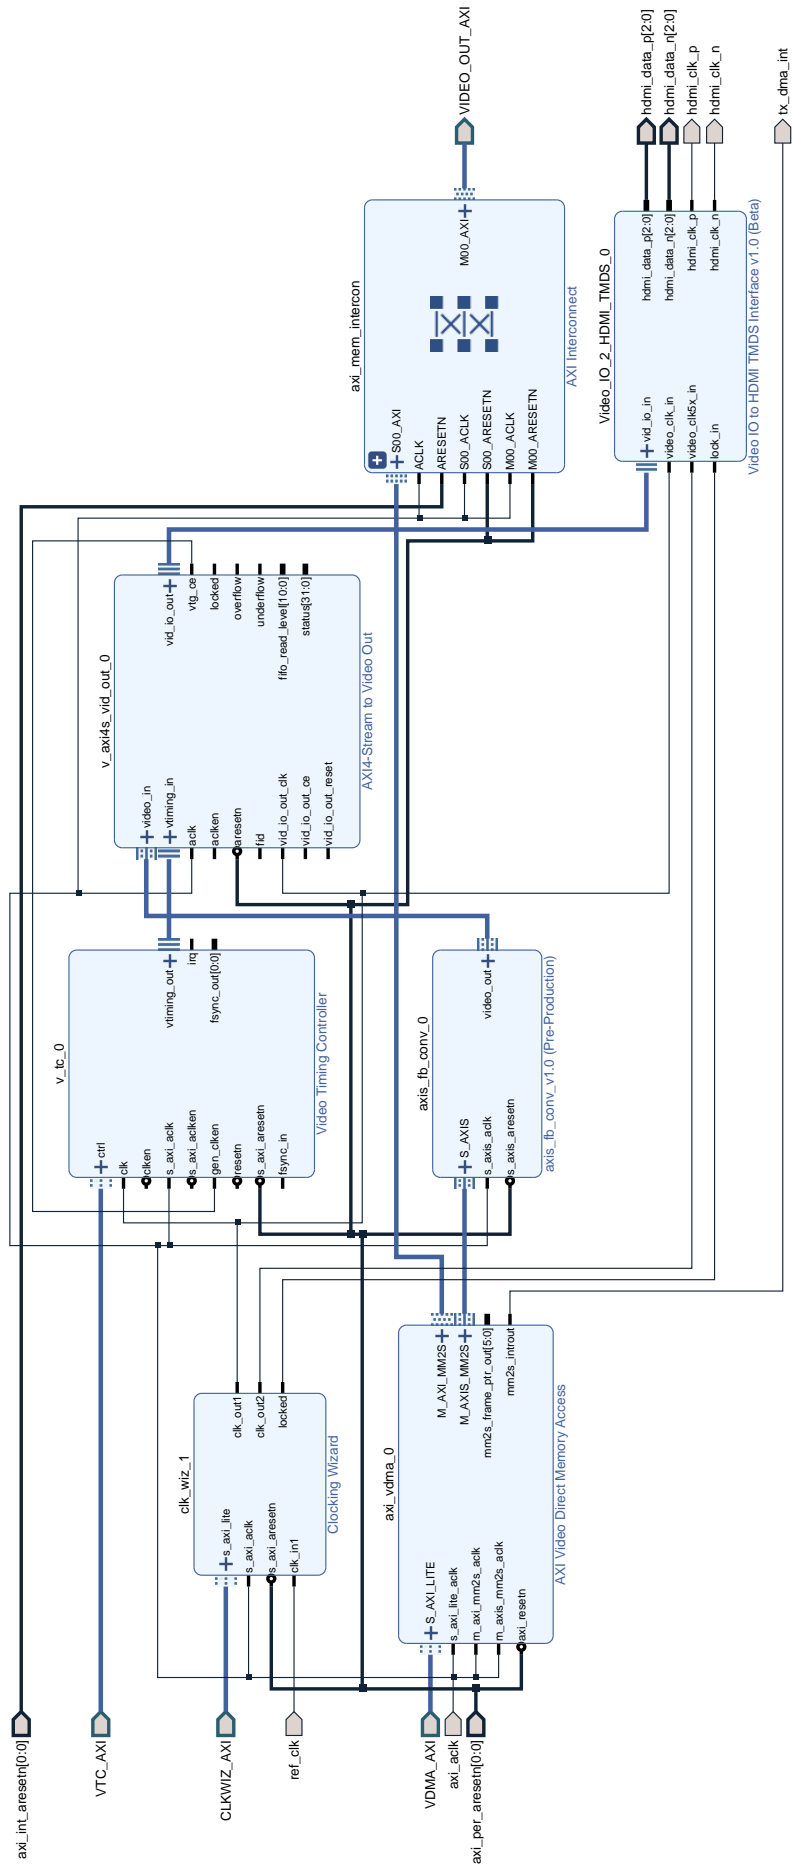 axi_int_aresetn[0:0]
VTC_AXI
CLKWIZ_AXI
ref_clk
VDMA_AXI
axi_aclk
axi_per_aresetn[0:0]
clk_wiz_1
s_axi_lite
s_axi_aclk
s_axi_aresetn
clk_in1
clk_out1
clk_out2
locked
Clocking Wizard
axi_vdma_0
S_AXI_LITE
s_axi_lite_aclk
m_axi_mm2s_aclk
m_axis_mm2s_aclk
axi_resetn
M_AXI_MM2S
M_AXIS_MM2S
mm2s_frame_ptr_out[5:0]
mm2s_introut
AXI Video Direct Memory Access
v_tc_0
ctrl
clk
clken
s_axi_aclk
s_axi_aclken
gen_clken
resetn
s_axi_aresetn
fsync_in
vtiming_out
irq
fsync_out[0:0]
Video Timing Controller
axis_fb_conv_0
S_AXIS
s_axis_aclk
s_axis_aresetn
video_out
axis_fb_conv_v1.0 (Pre-Production)
v_axi4s_vid_out_0
video_in
vtiming_in
aclk
aclken
aresetn
fid
vid_io_out_clk
vid_io_out_ce
vid_io_out_reset
vid_io_out
vtg_ce
locked
overflow
underflow
fifo_read_level[10:0]
status[31:0]
AXI4-Stream to Video Out
axi_mem_intercon
S00_AXI
ACLK
ARESETN
S00_ACLK
S00_ARESETN
M00_ACLK
M00_ARESETN
M00_AXI
AXI Interconnect
Video_IO_2_HDMI_TMDS_0
vid_io_in
video_clk_in
video_clk5x_in
lock_in
hdmi_data_p[2:0]
hdmi_data_n[2:0]
hdmi_clk_p
hdmi_clk_n
Video IO to HDMI TMDS Interface v1.0 (Beta)
VIDEO_OUT_AXI
hdmi_data_p[2:0]
hdmi_data_n[2:0]
hdmi_clk_p
hdmi_clk_n
tx_dma_int